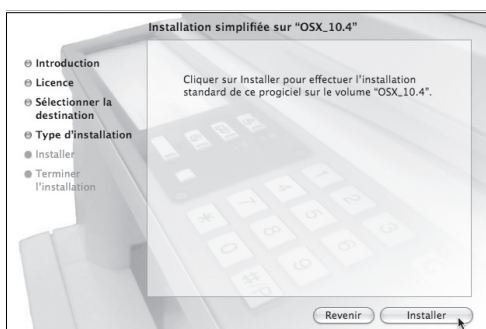 Installation simplifiée sur “OSX_10.4”
Introduction
Licence
Sélectionner la
destination
Type d’installation
Installer
Terminer
l’installation
Cliquer sur Installer pour effectuer l’installation
standard de ce progiciel sur le volume “OSX_10.4”.
Revenir
Installer